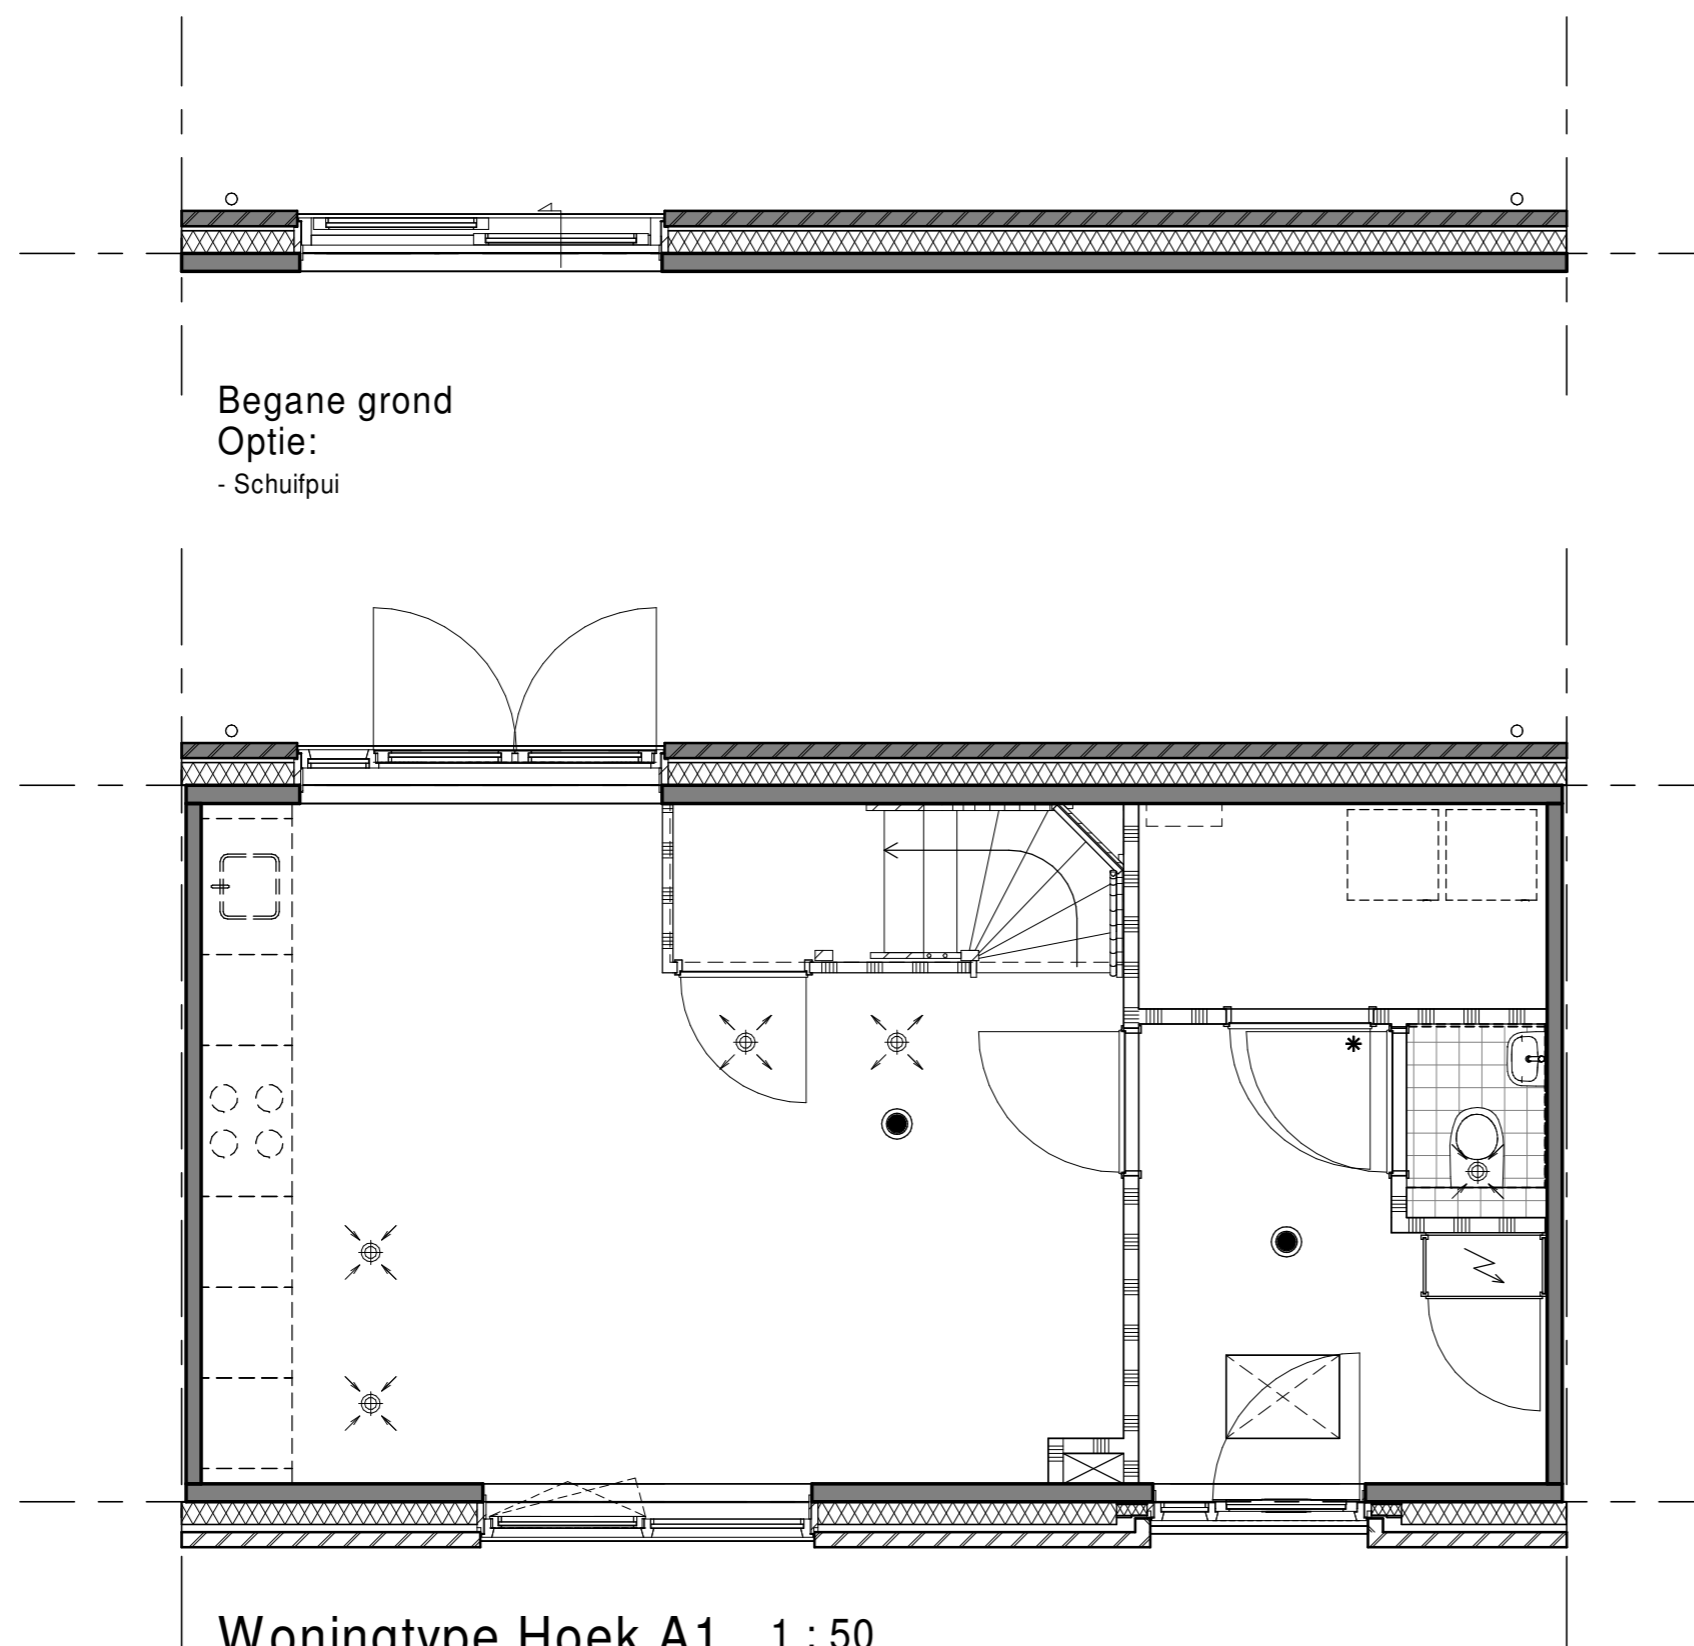 Begane grond
Optie:
- Schuifpui
*
Woningtype Hoek A1 1 : 50